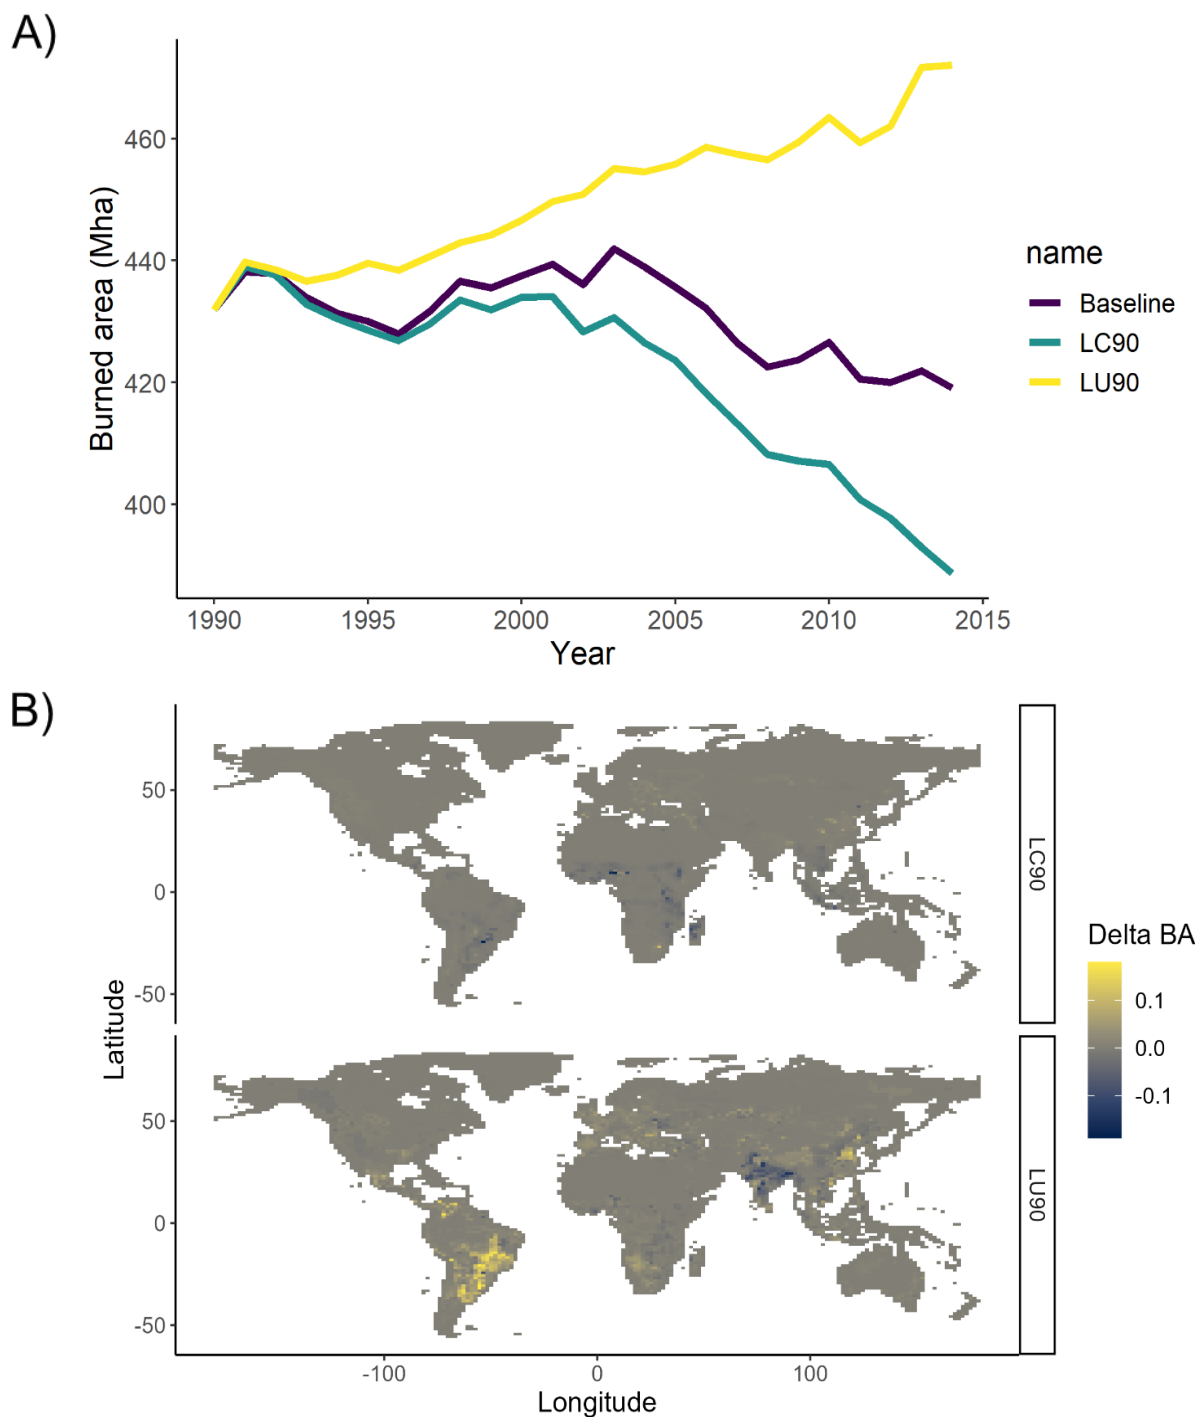 A)
Burned area (Mha)
460
440
420
400
1990 1995 2000 2005 2010 2015
Year
name
Baseline
LC90
LU90
B)
Latitude
50
0
-50
LC90
50
0
-50
LU90
-100 0 100
Longitude
Delta BA
0.1
0.0
-0.1